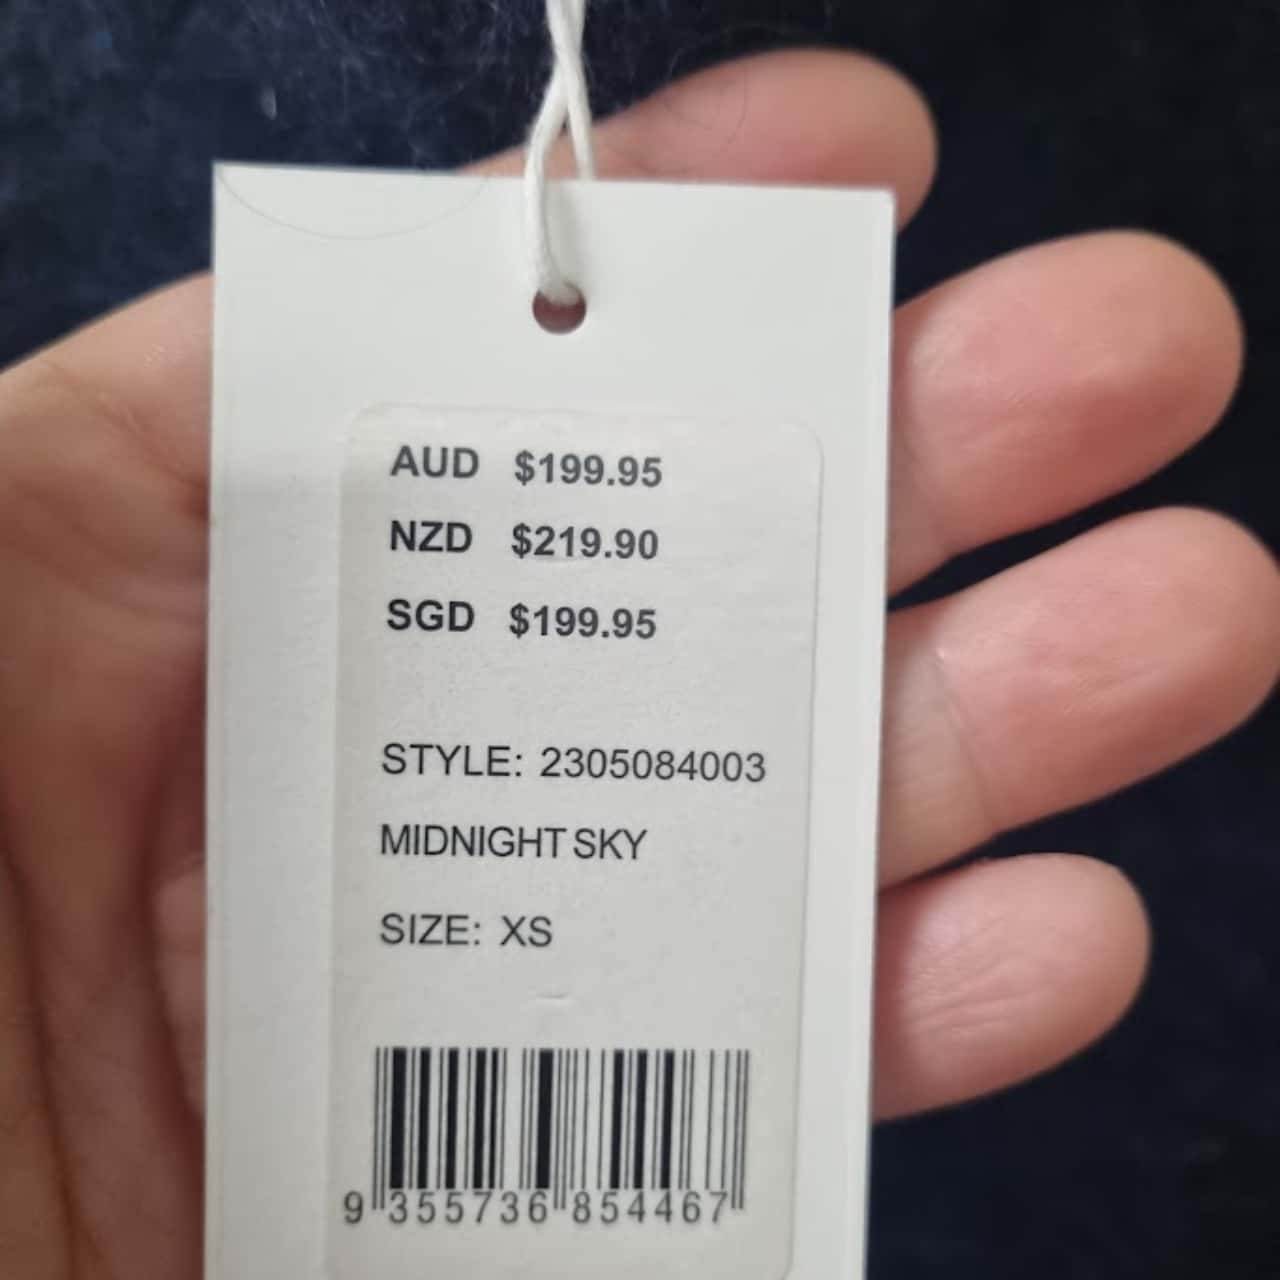 AUD $199.95
NZD $219.90
SGD $199.95
STYLE: 2305084003
MIDNIGHT SKY
SIZE: XS
9 355736 854467